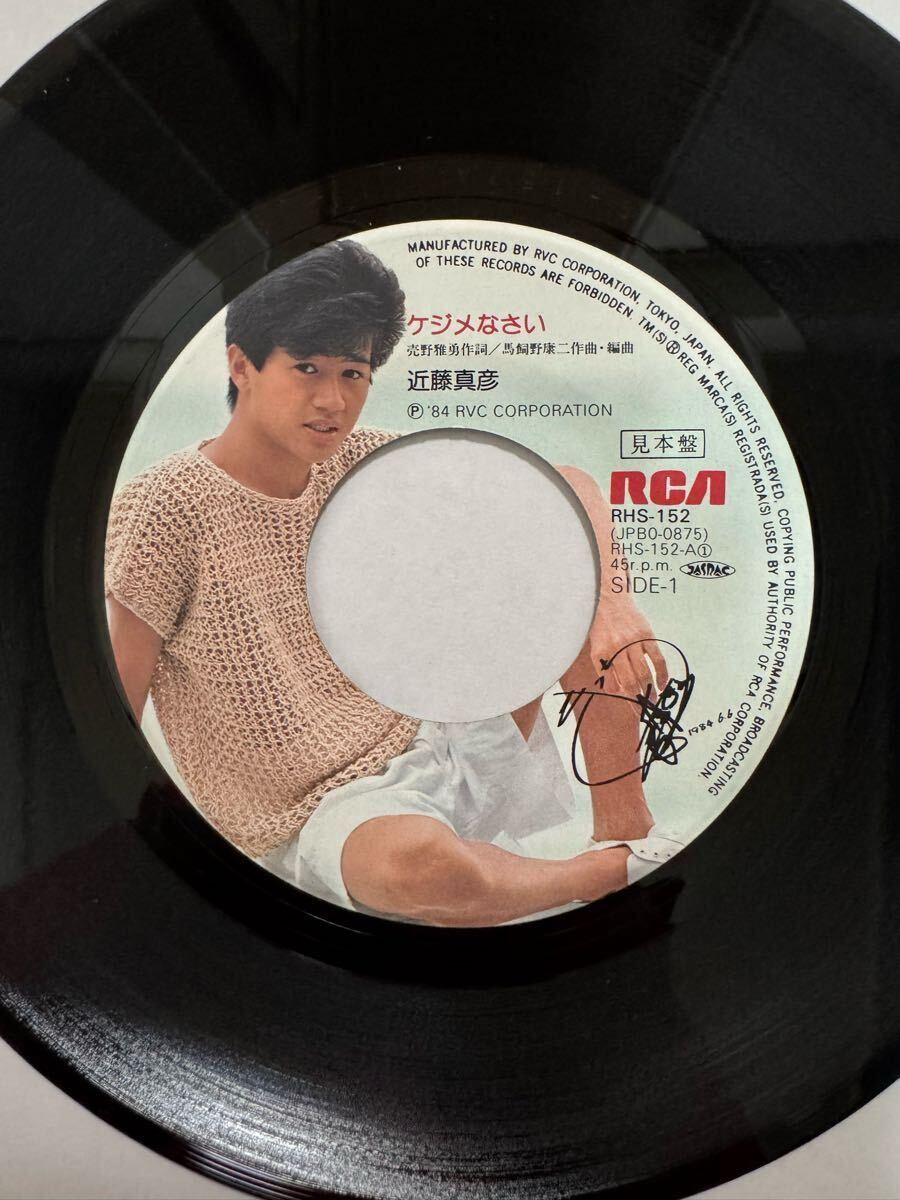 MANUFACTURED BY RVC CORPORATION, TOKYO, JAPAN. ALL RIGHTS RESERVED. COPYING PUBLIC PERFORMANCE, BROADCASTING
OF THESE RECORDS ARE FORBIDDEN. TM(S)® REG MARCA(S) REGISTRADA(S) USED BY AUTHORITY OF RCA CORPORATION.
ケジメなさい
売野雅勇作詞/馬飼野康二作曲・編曲
近藤真彦
Ⓟ '84 RVC CORPORATION
見本盤
RCA
RHS-152
(JPB0-0875)
RHS-152-A①
45r.p.m. JASRAC
SIDE-1
1984 6.6